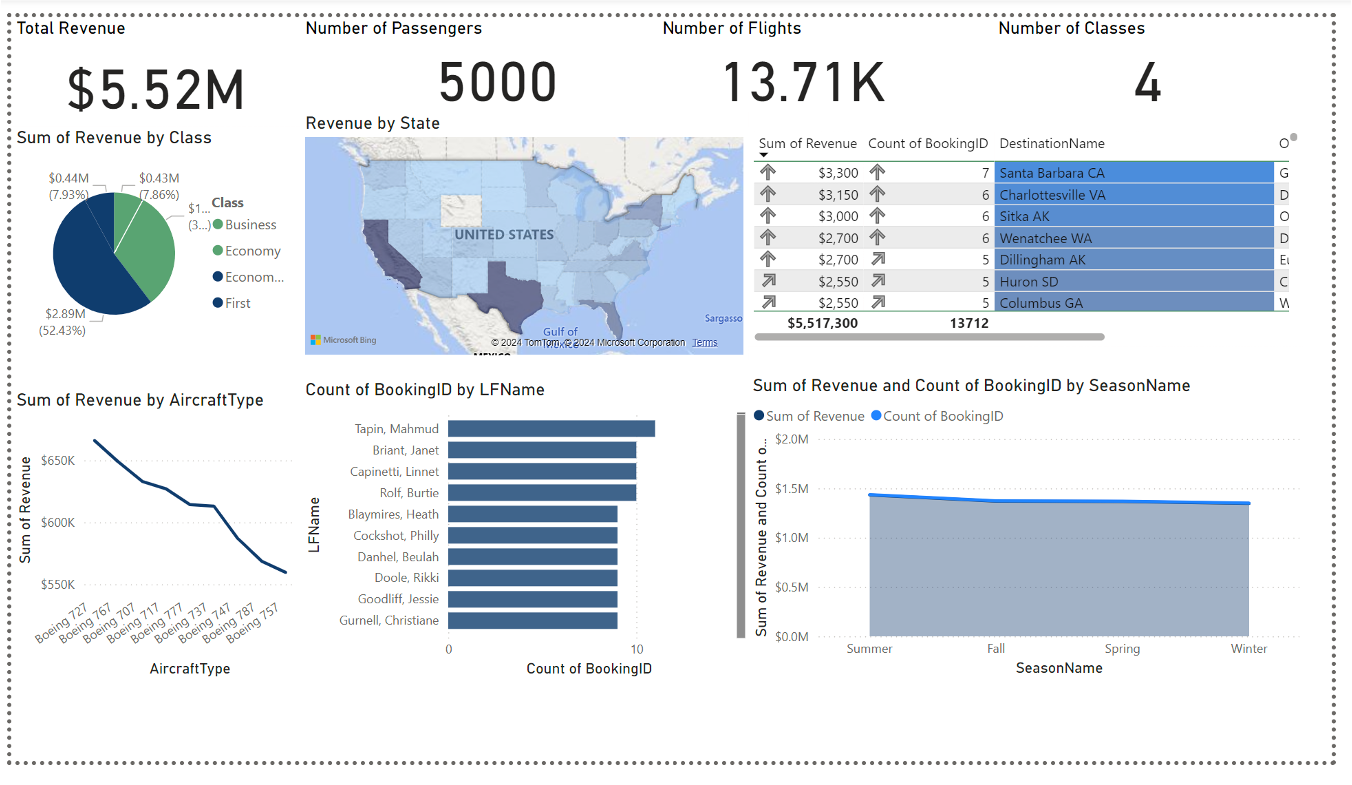 Total Revenue
$5.52M
Number of Passengers
5000
Number of Flights
13.71K
Number of Classes
4
Sum of Revenue by Class
$0.44M
(7.93%)
$0.43M
(7.86%)
$1...
(3...)
$2.89M
(52.43%)
Class
Business
Economy
Econom...
First
Revenue by State
UNITED STATES
Gulf of
Sargasso
Microsoft Bing
© 2024 TomTom, © 2024 Microsoft Corporation Terms
Sum of Revenue Count of BookingID DestinationName O
$3,300 7 Santa Barbara CA G
$3,150 6 Charlottesville VA D
$3,000 6 Sitka AK O
$2,700 6 Wenatchee WA D
$2,700 5 Dillingham AK Eu
$2,550 5 Huron SD C
$2,550 5 Columbus GA W
$5,517,300 13712
Sum of Revenue by AircraftType
Sum of Revenue
$650K
$600K
$550K
Boeing 727
Boeing 767
Boeing 707
Boeing 717
Boeing 777
Boeing 737
Boeing 747
Boeing 787
Boeing 757
AircraftType
Count of BookingID by LFName
LFName
Tapin, Mahmud
Briant, Janet
Capinetti, Linnet
Rolf, Burtie
Blaymires, Heath
Cockshot, Philly
Danhel, Beulah
Doole, Rikki
Goodliff, Jessie
Gurnell, Christiane
0 10
Count of BookingID
Sum of Revenue and Count of BookingID by SeasonName
Sum of Revenue Count of BookingID
Sum of Revenue and Count o...
$2.0M
$1.5M
$1.0M
$0.5M
$0.0M
Summer Fall Spring Winter
SeasonName